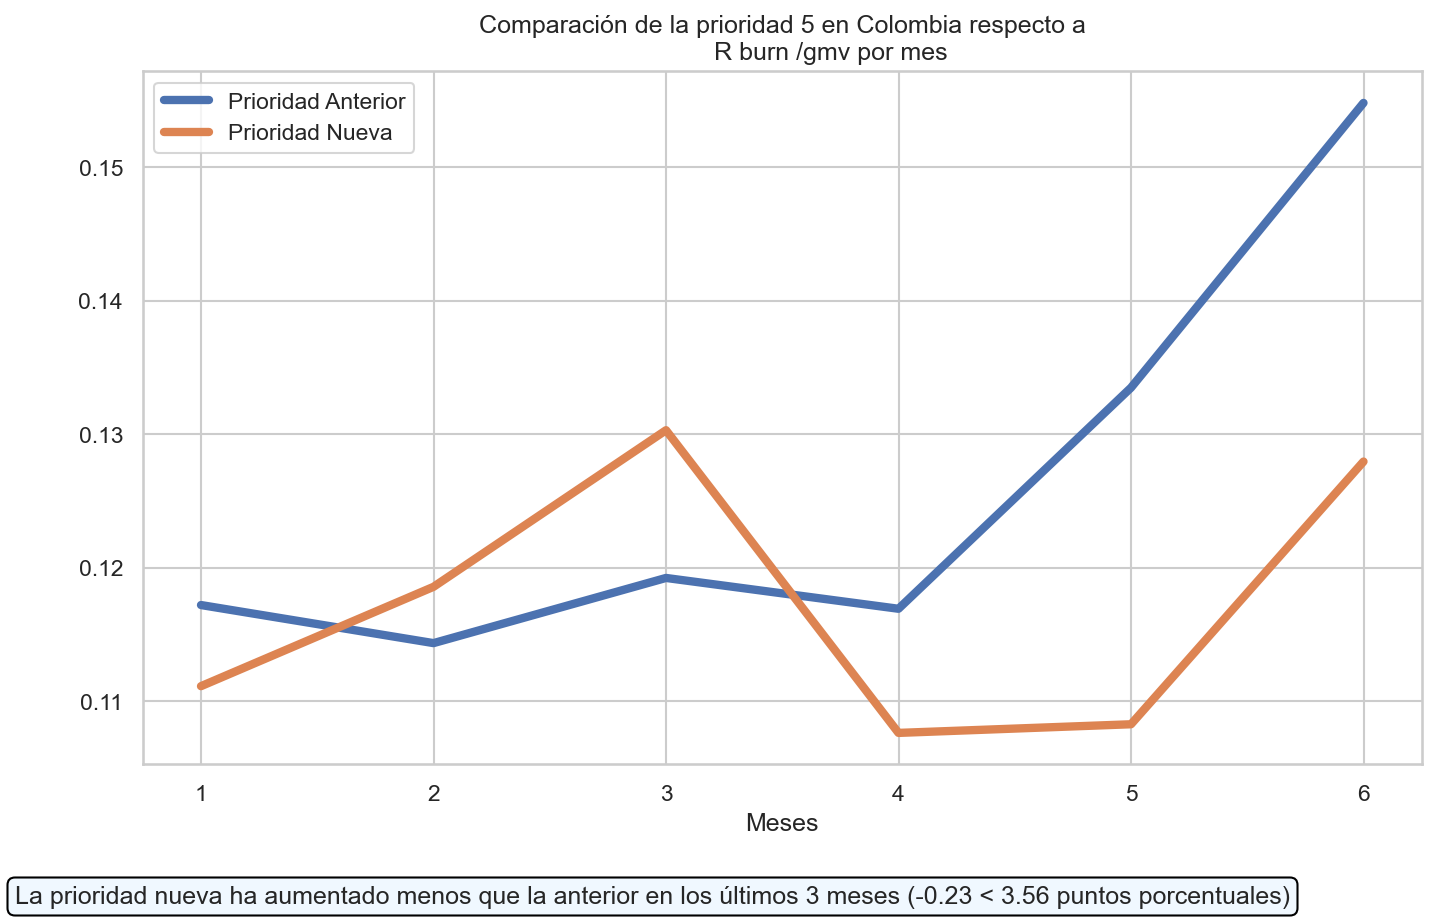 Comparación de la prioridad 5 en Colombia respecto a
R burn /gmv por mes
Prioridad Anterior
Prioridad Nueva
0.15
0.14
0.13
0.12
0.11
1 2 3 4 5 6
Meses
La prioridad nueva ha aumentado menos que la anterior en los últimos 3 meses (-0.23 < 3.56 puntos porcentuales)